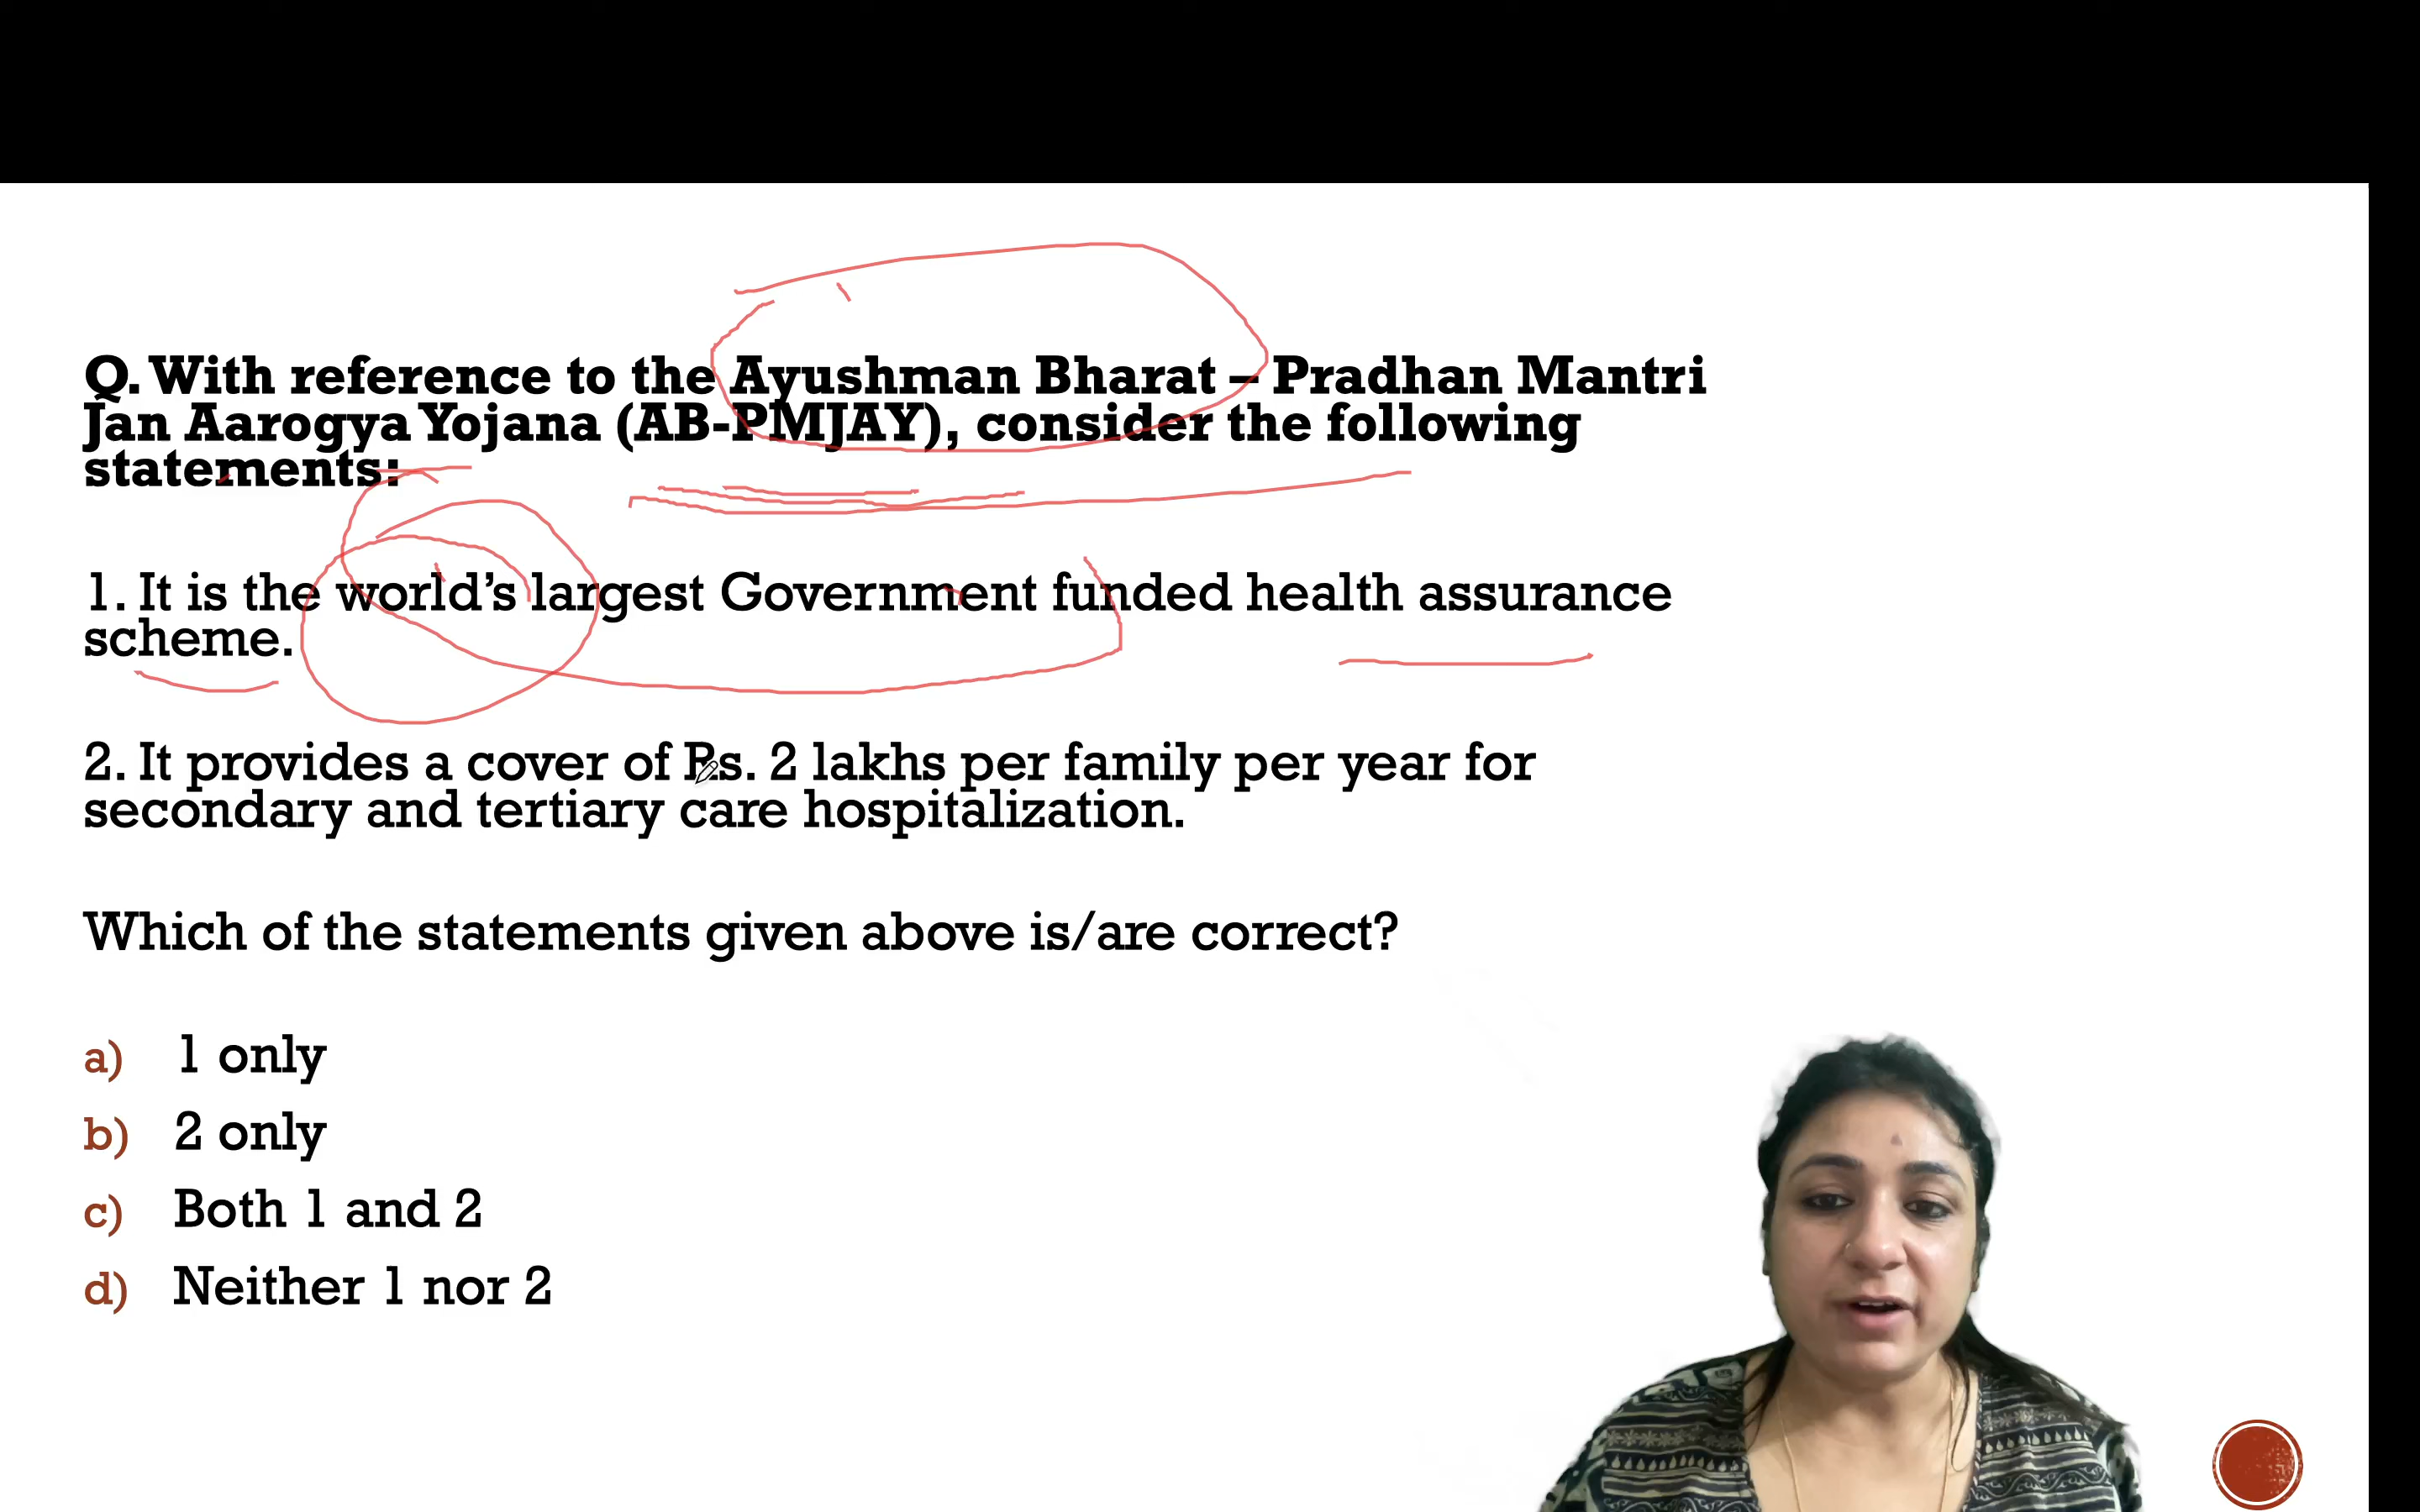 Q. With reference to the Ayushman Bharat – Pradhan Mantri
Jan Aarogya Yojana (AB-PMJAY), consider the following
statements:
1. It is the world's largest Government funded health assurance
scheme.
2. It provides a cover of Rs. 2 lakhs per family per year for
secondary and tertiary care hospitalization.
Which of the statements given above is/are correct?
a) 1 only
b) 2 only
c) Both 1 and 2
d) Neither 1 nor 2